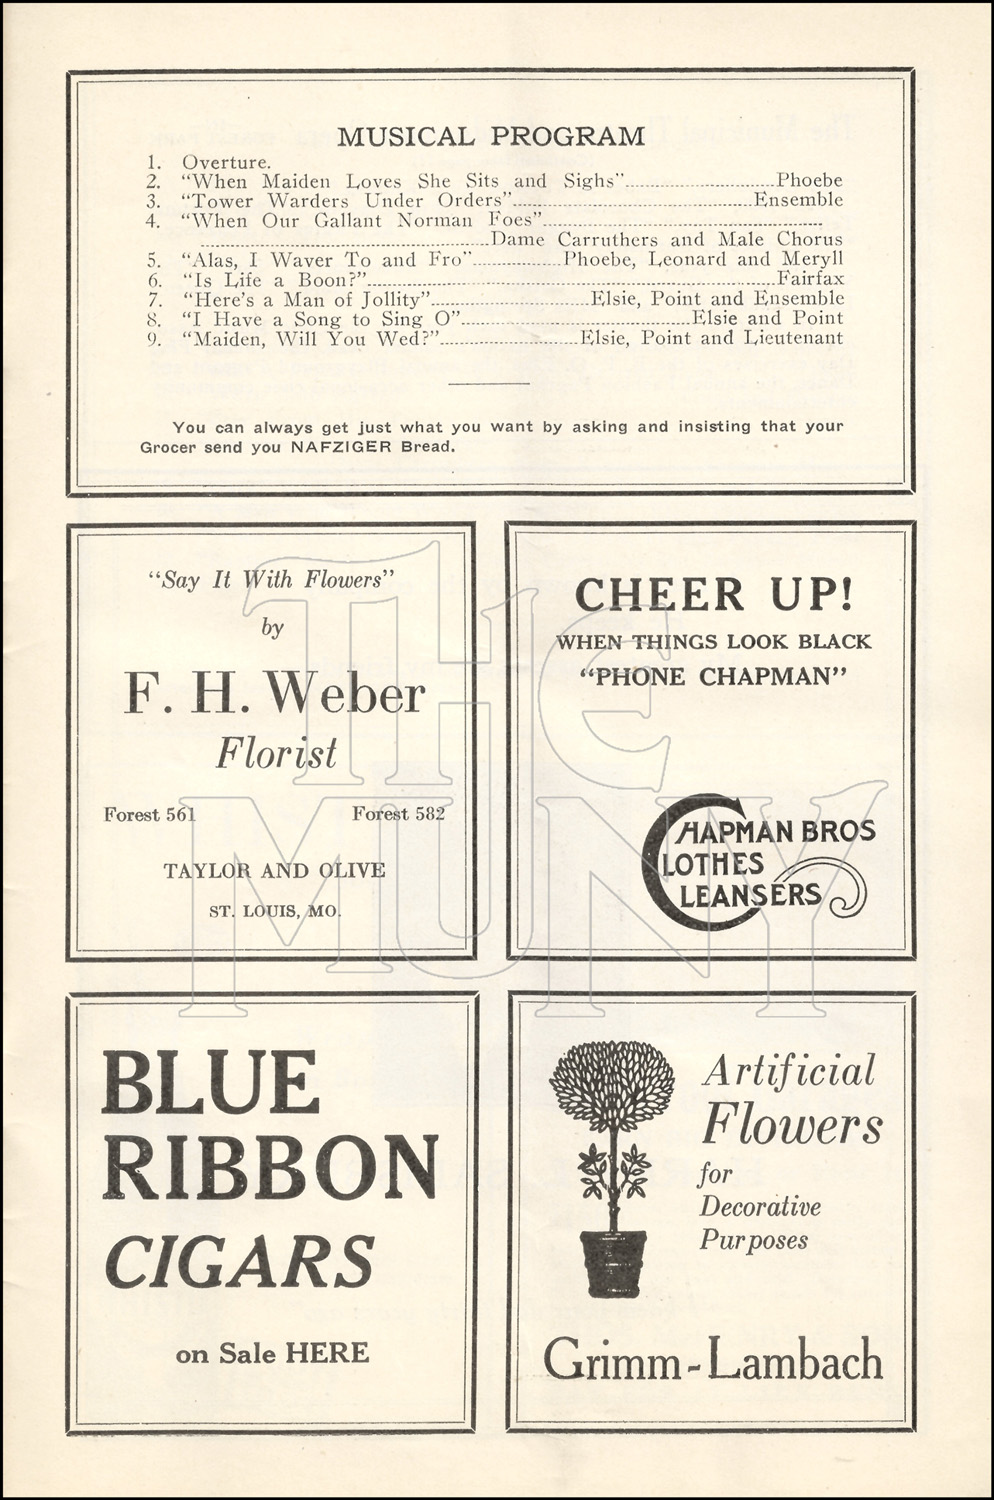 MUSICAL PROGRAM
1. Overture.
2. "When Maiden Loves She Sits and Sighs"........................Phoebe
3. "Tower Warders Under Orders"........................Ensemble
4. "When Our Gallant Norman Foes"........................
........................Dame Carruthers and Male Chorus
5. "Alas, I Waver To and Fro"..............Phoebe, Leonard and Meryll
6. "Is Life a Boon?"........................Fairfax
7. "Here's a Man of Jollity"........................Elsie, Point and Ensemble
8. "I Have a Song to Sing O"........................Elsie and Point
9. "Maiden, Will You Wed?"........................Elsie, Point and Lieutenant
You can always get just what you want by asking and insisting that your
Grocer send you NAFZIGER Bread.
"Say It With Flowers"
by
F. H. Weber
Florist
Forest 561 Forest 582
TAYLOR AND OLIVE
ST. LOUIS, MO.
CHEER UP!
WHEN THINGS LOOK BLACK
"PHONE CHAPMAN"
CHAPMAN BROS
CLOTHES
CLEANSERS
THE
MUNY
BLUE
RIBBON
CIGARS
on Sale HERE
Artificial
Flowers
for
Decorative
Purposes
Grimm-Lambach